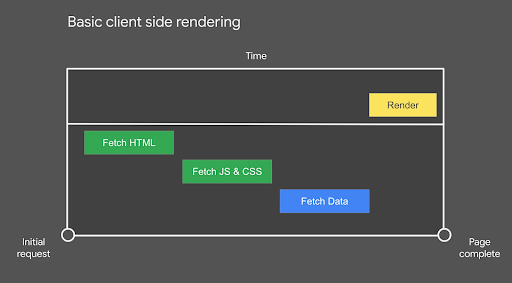 Basic client side rendering
Time
Render
Fetch HTML
Fetch JS & CSS
Fetch Data
Initial
request
Page
complete